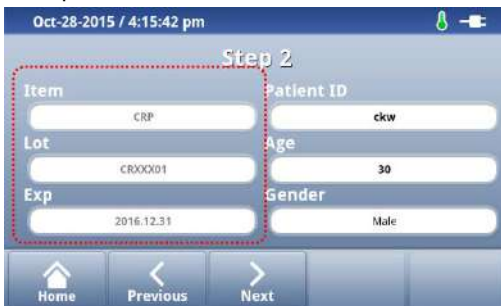 Oct-28-2015 / 4:15:42 pm
Step 2
Item
CRP
Lot
CRXXX01
Exp
2016.12.31
Patient ID
ckw
Age
30
Gender
Male
Home
Previous
Next